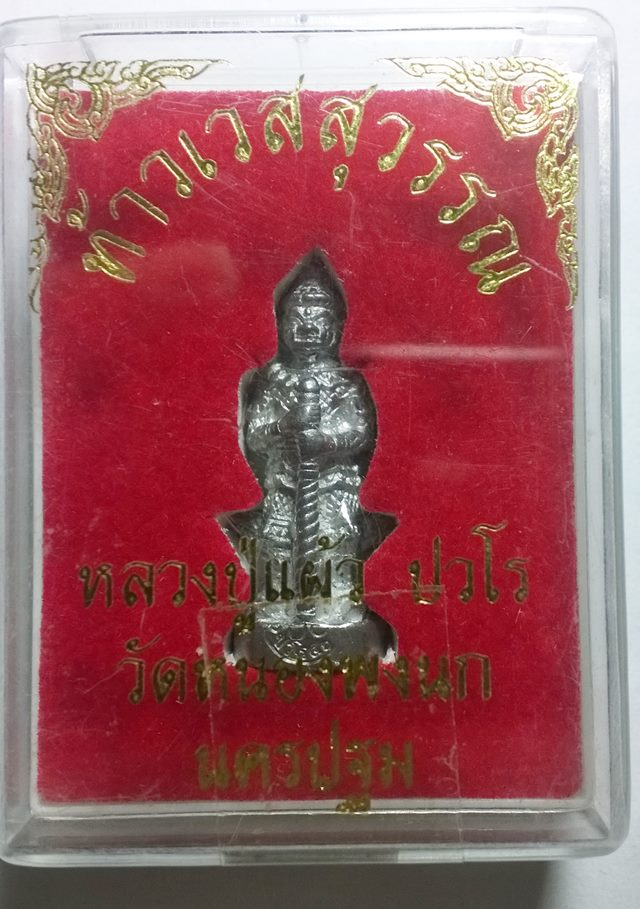 ท้าวเวสสุวรรณ
หลวงปู่แผ้ว ปวโร
วัดหนองพงนก
นครปฐม